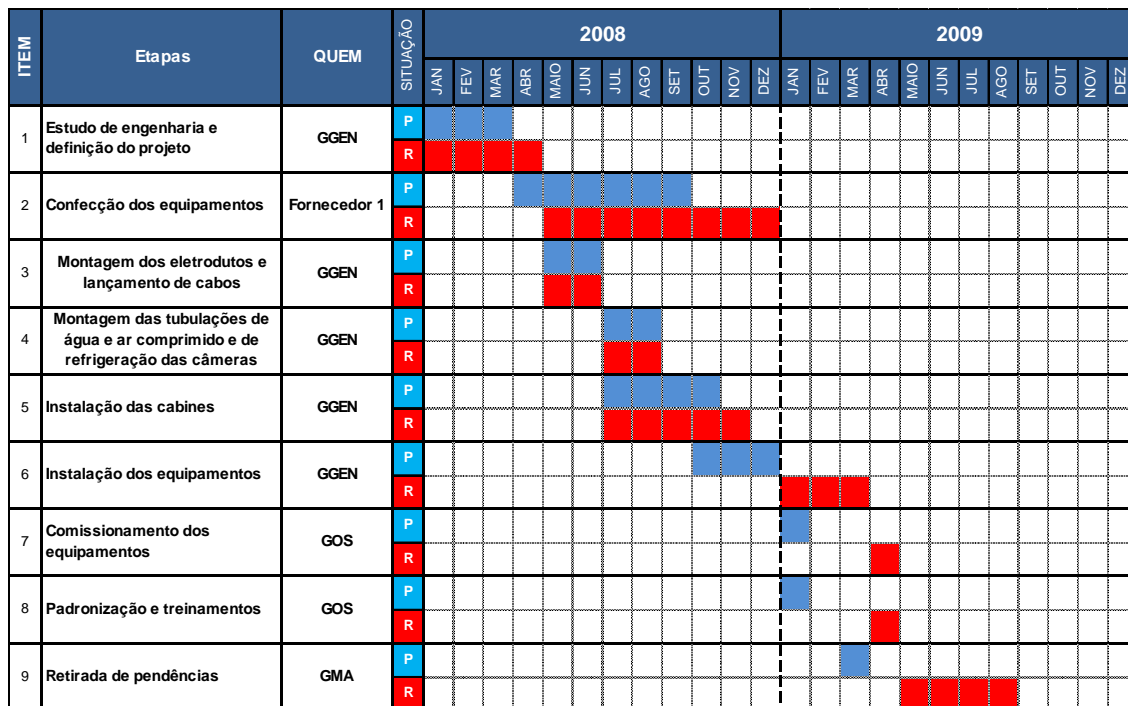 ITEM
Etapas
QUEM
SITUAÇÃO
2008
2009
JAN FEV MAR ABR MAIO JUN JUL AGO SET OUT NOV DEZ JAN FEV MAR ABR MAIO JUN JUL AGO SET OUT NOV DEZ
1
Estudo de engenharia e
definição do projeto
GGEN
P
R
2
Confecção dos equipamentos
Fornecedor 1
P
R
3
Montagem dos eletrodutos e
lançamento de cabos
GGEN
P
R
4
Montagem das tubulações de
água e ar comprimido e de
refrigeração das câmeras
GGEN
P
R
5
Instalação das cabines
GGEN
P
R
6
Instalação dos equipamentos
GGEN
P
R
7
Comissionamento dos
equipamentos
GOS
P
R
8
Padronização e treinamentos
GOS
P
R
9
Retirada de pendências
GMA
P
R